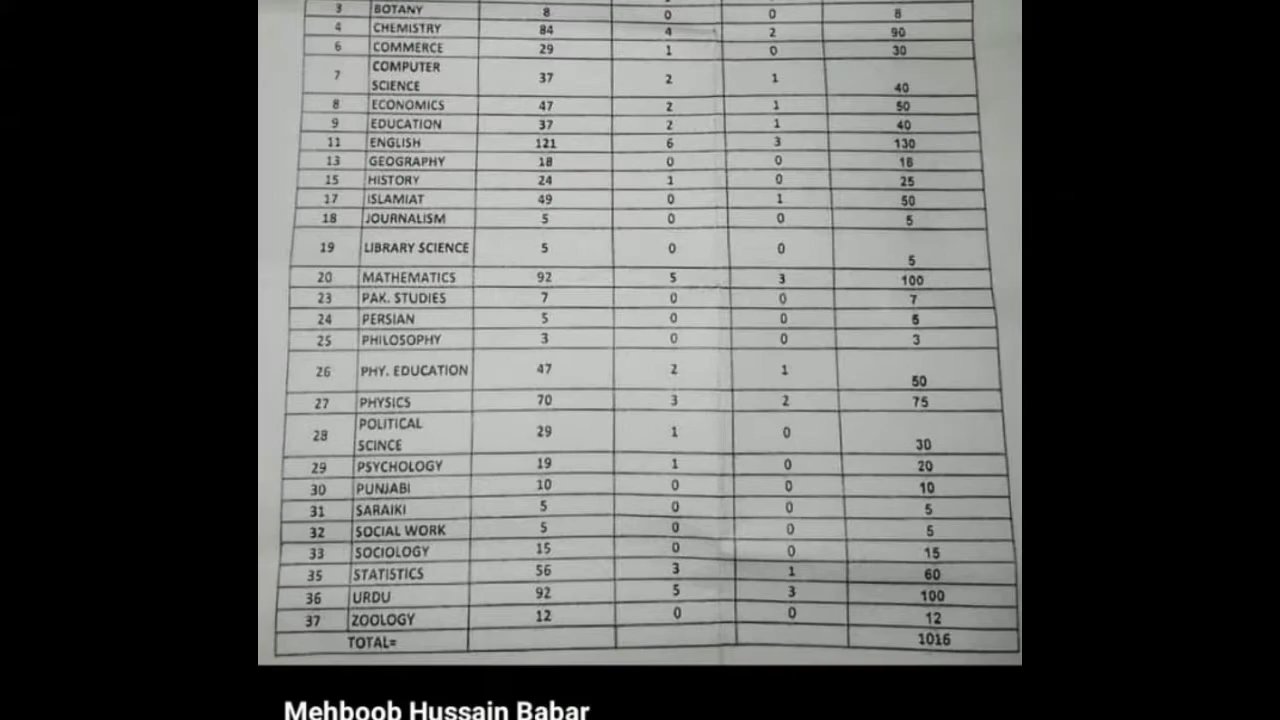 3 BOTANY 8 0 0 8
4 CHEMISTRY 84 4 2 90
6 COMMERCE 29 1 0 30
7 COMPUTER SCIENCE 37 2 1 40
8 ECONOMICS 47 2 1 50
9 EDUCATION 37 2 1 40
11 ENGLISH 121 6 3 130
13 GEOGRAPHY 18 0 0 18
15 HISTORY 24 1 0 25
17 ISLAMIAT 49 0 1 50
18 JOURNALISM 5 0 0 5
19 LIBRARY SCIENCE 5 0 0 5
20 MATHEMATICS 92 5 3 100
23 PAK. STUDIES 7 0 0 7
24 PERSIAN 5 0 0 5
25 PHILOSOPHY 3 0 0 3
26 PHY. EDUCATION 47 2 1 50
27 PHYSICS 70 3 2 75
28 POLITICAL SCINCE 29 1 0 30
29 PSYCHOLOGY 19 1 0 20
30 PUNJABI 10 0 0 10
31 SARAIKI 5 0 0 5
32 SOCIAL WORK 5 0 0 5
33 SOCIOLOGY 15 0 0 15
35 STATISTICS 56 3 1 60
36 URDU 92 5 3 100
37 ZOOLOGY 12 0 0 12
TOTAL= 1016
Mehboob Hussain Babar